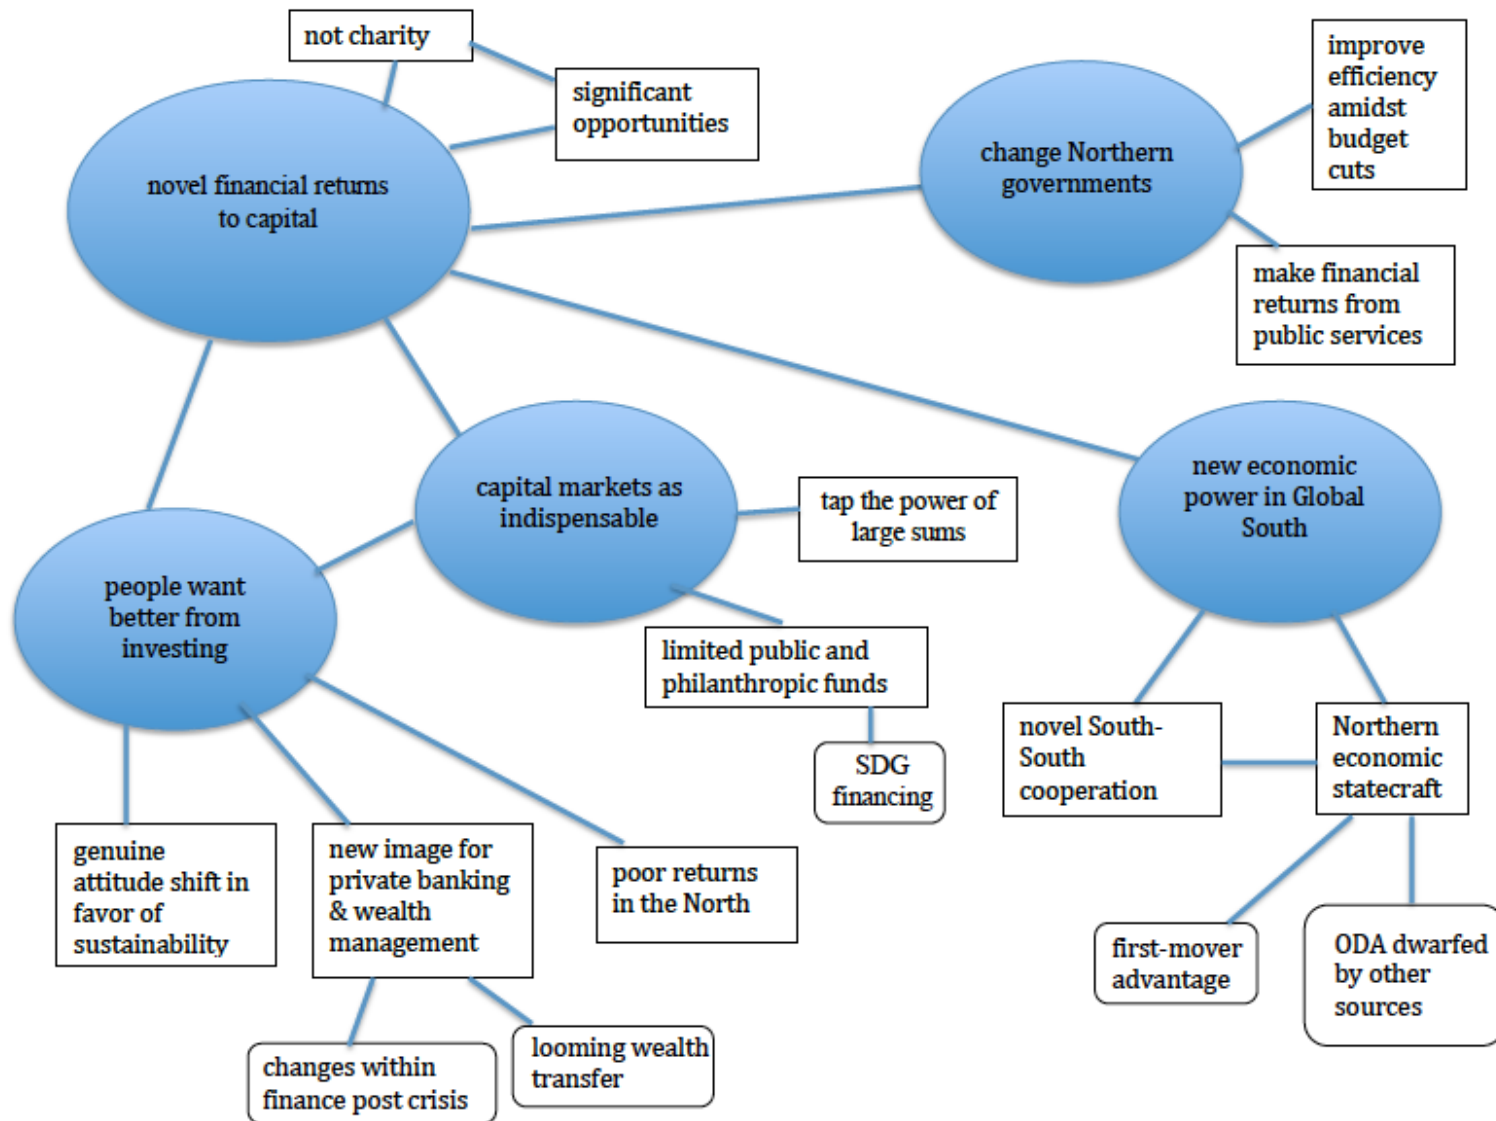 not charity
significant
opportunities
novel financial returns
to capital
change Northern
governments
improve
efficiency
amidst
budget
cuts
make financial
returns from
public services
capital markets as
indispensable
tap the power of
large sums
new economic
power in Global
South
people want
better from
investing
limited public and
philanthropic funds
SDG
financing
novel South-
South
cooperation
Northern
economic
statecraft
genuine
attitude shift in
favor of
sustainability
new image for
private banking
& wealth
management
poor returns
in the North
first-mover
advantage
ODA dwarfed
by other
sources
changes within
finance post crisis
looming wealth
transfer